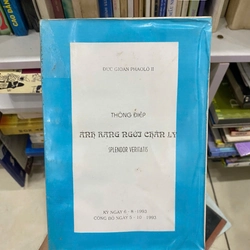 ĐỨC GIOAN PHAOLÔ II
THÔNG ĐIỆP
ÁNH RẠNG NGỜI CHÂN LÝ
SPLENDOR VERITATIS
KÝ NGÀY 6 - 8 - 1993
CÔNG BỐ NGÀY 5 - 10 - 1993